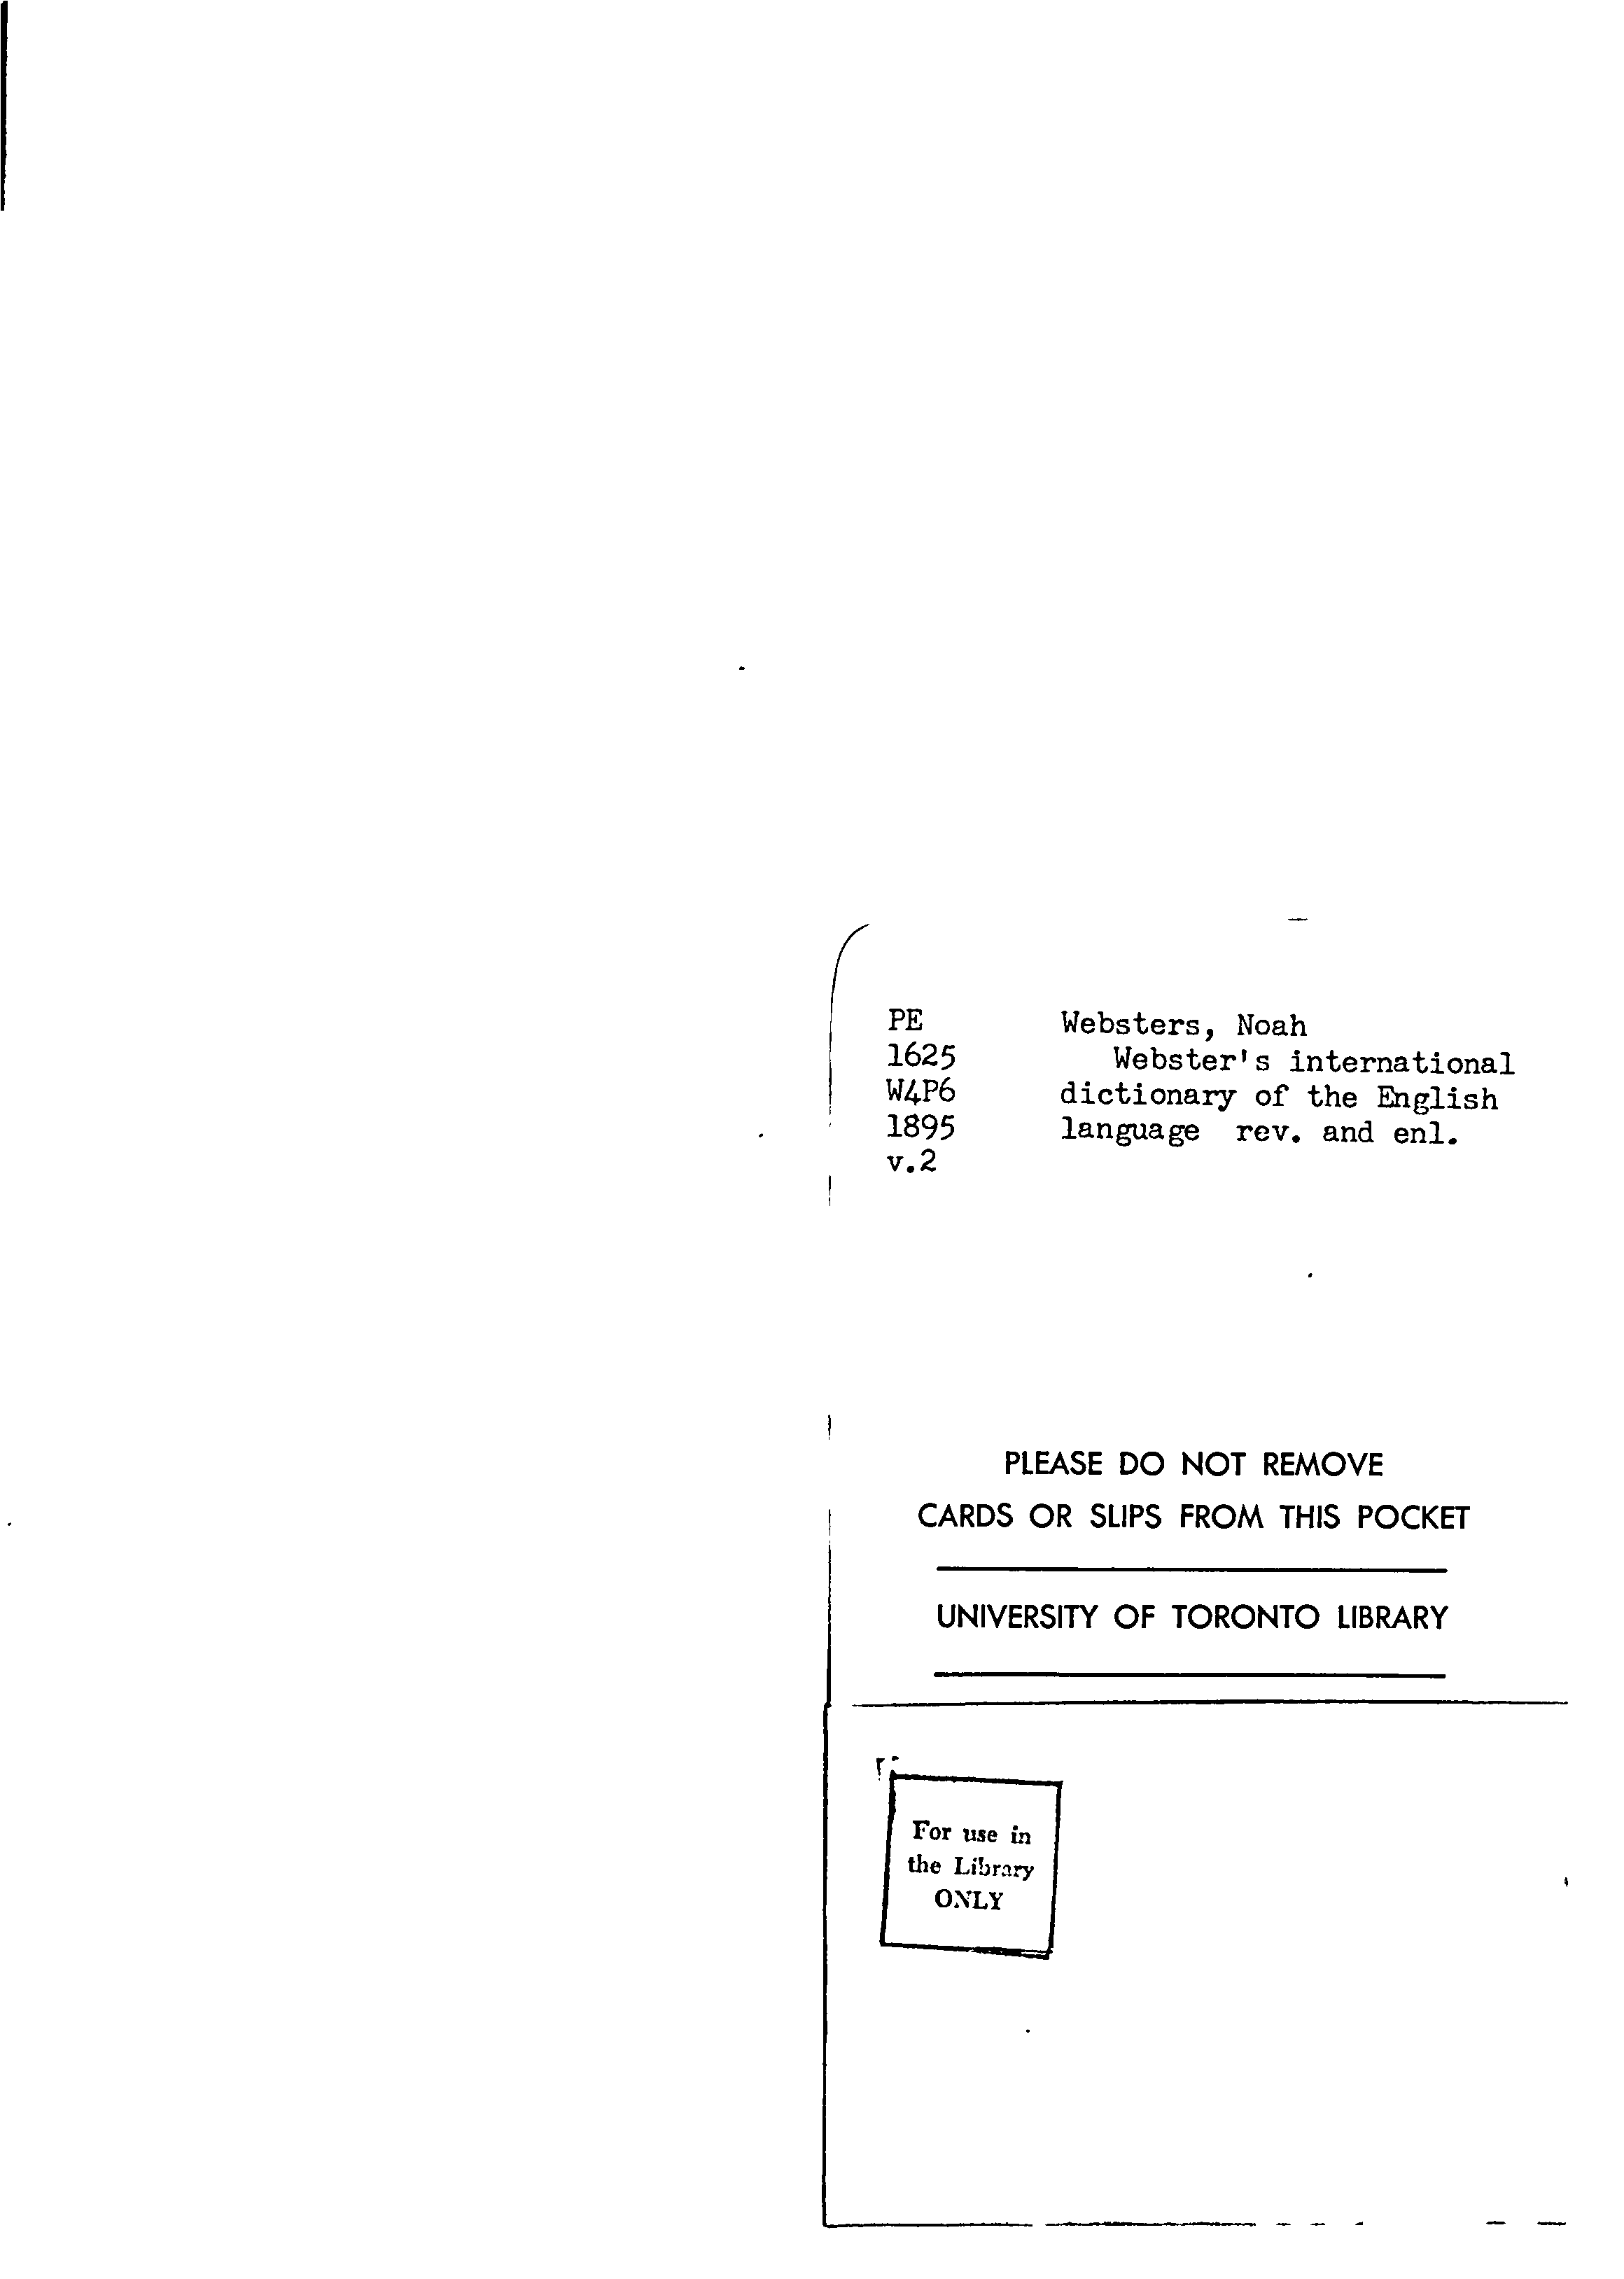 PE
1625
W4P6
1895
v.2
Websters, Noah
Webster's international
dictionary of the English
language rev. and enl.
PLEASE DO NOT REMOVE
CARDS OR SLIPS FROM THIS POCKET
UNIVERSITY OF TORONTO LIBRARY
For use in
the Library
ONLY